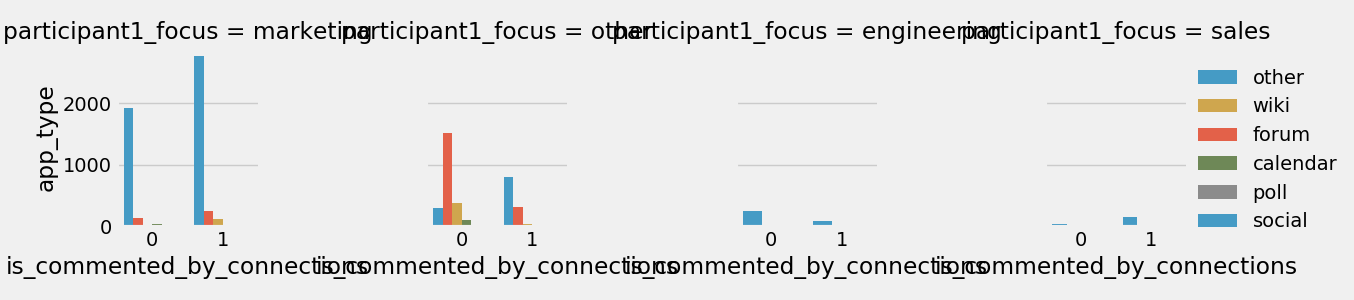 participant1_focus = marketing
participant1_focus = other
participant1_focus = engineering
participant1_focus = sales
app_type
2000
1000
0
other
wiki
forum
calendar
poll
social
0 1
0 1
0 1
0 1
is_commented_by_connections
is_commented_by_connections
is_commented_by_connections
is_commented_by_connections